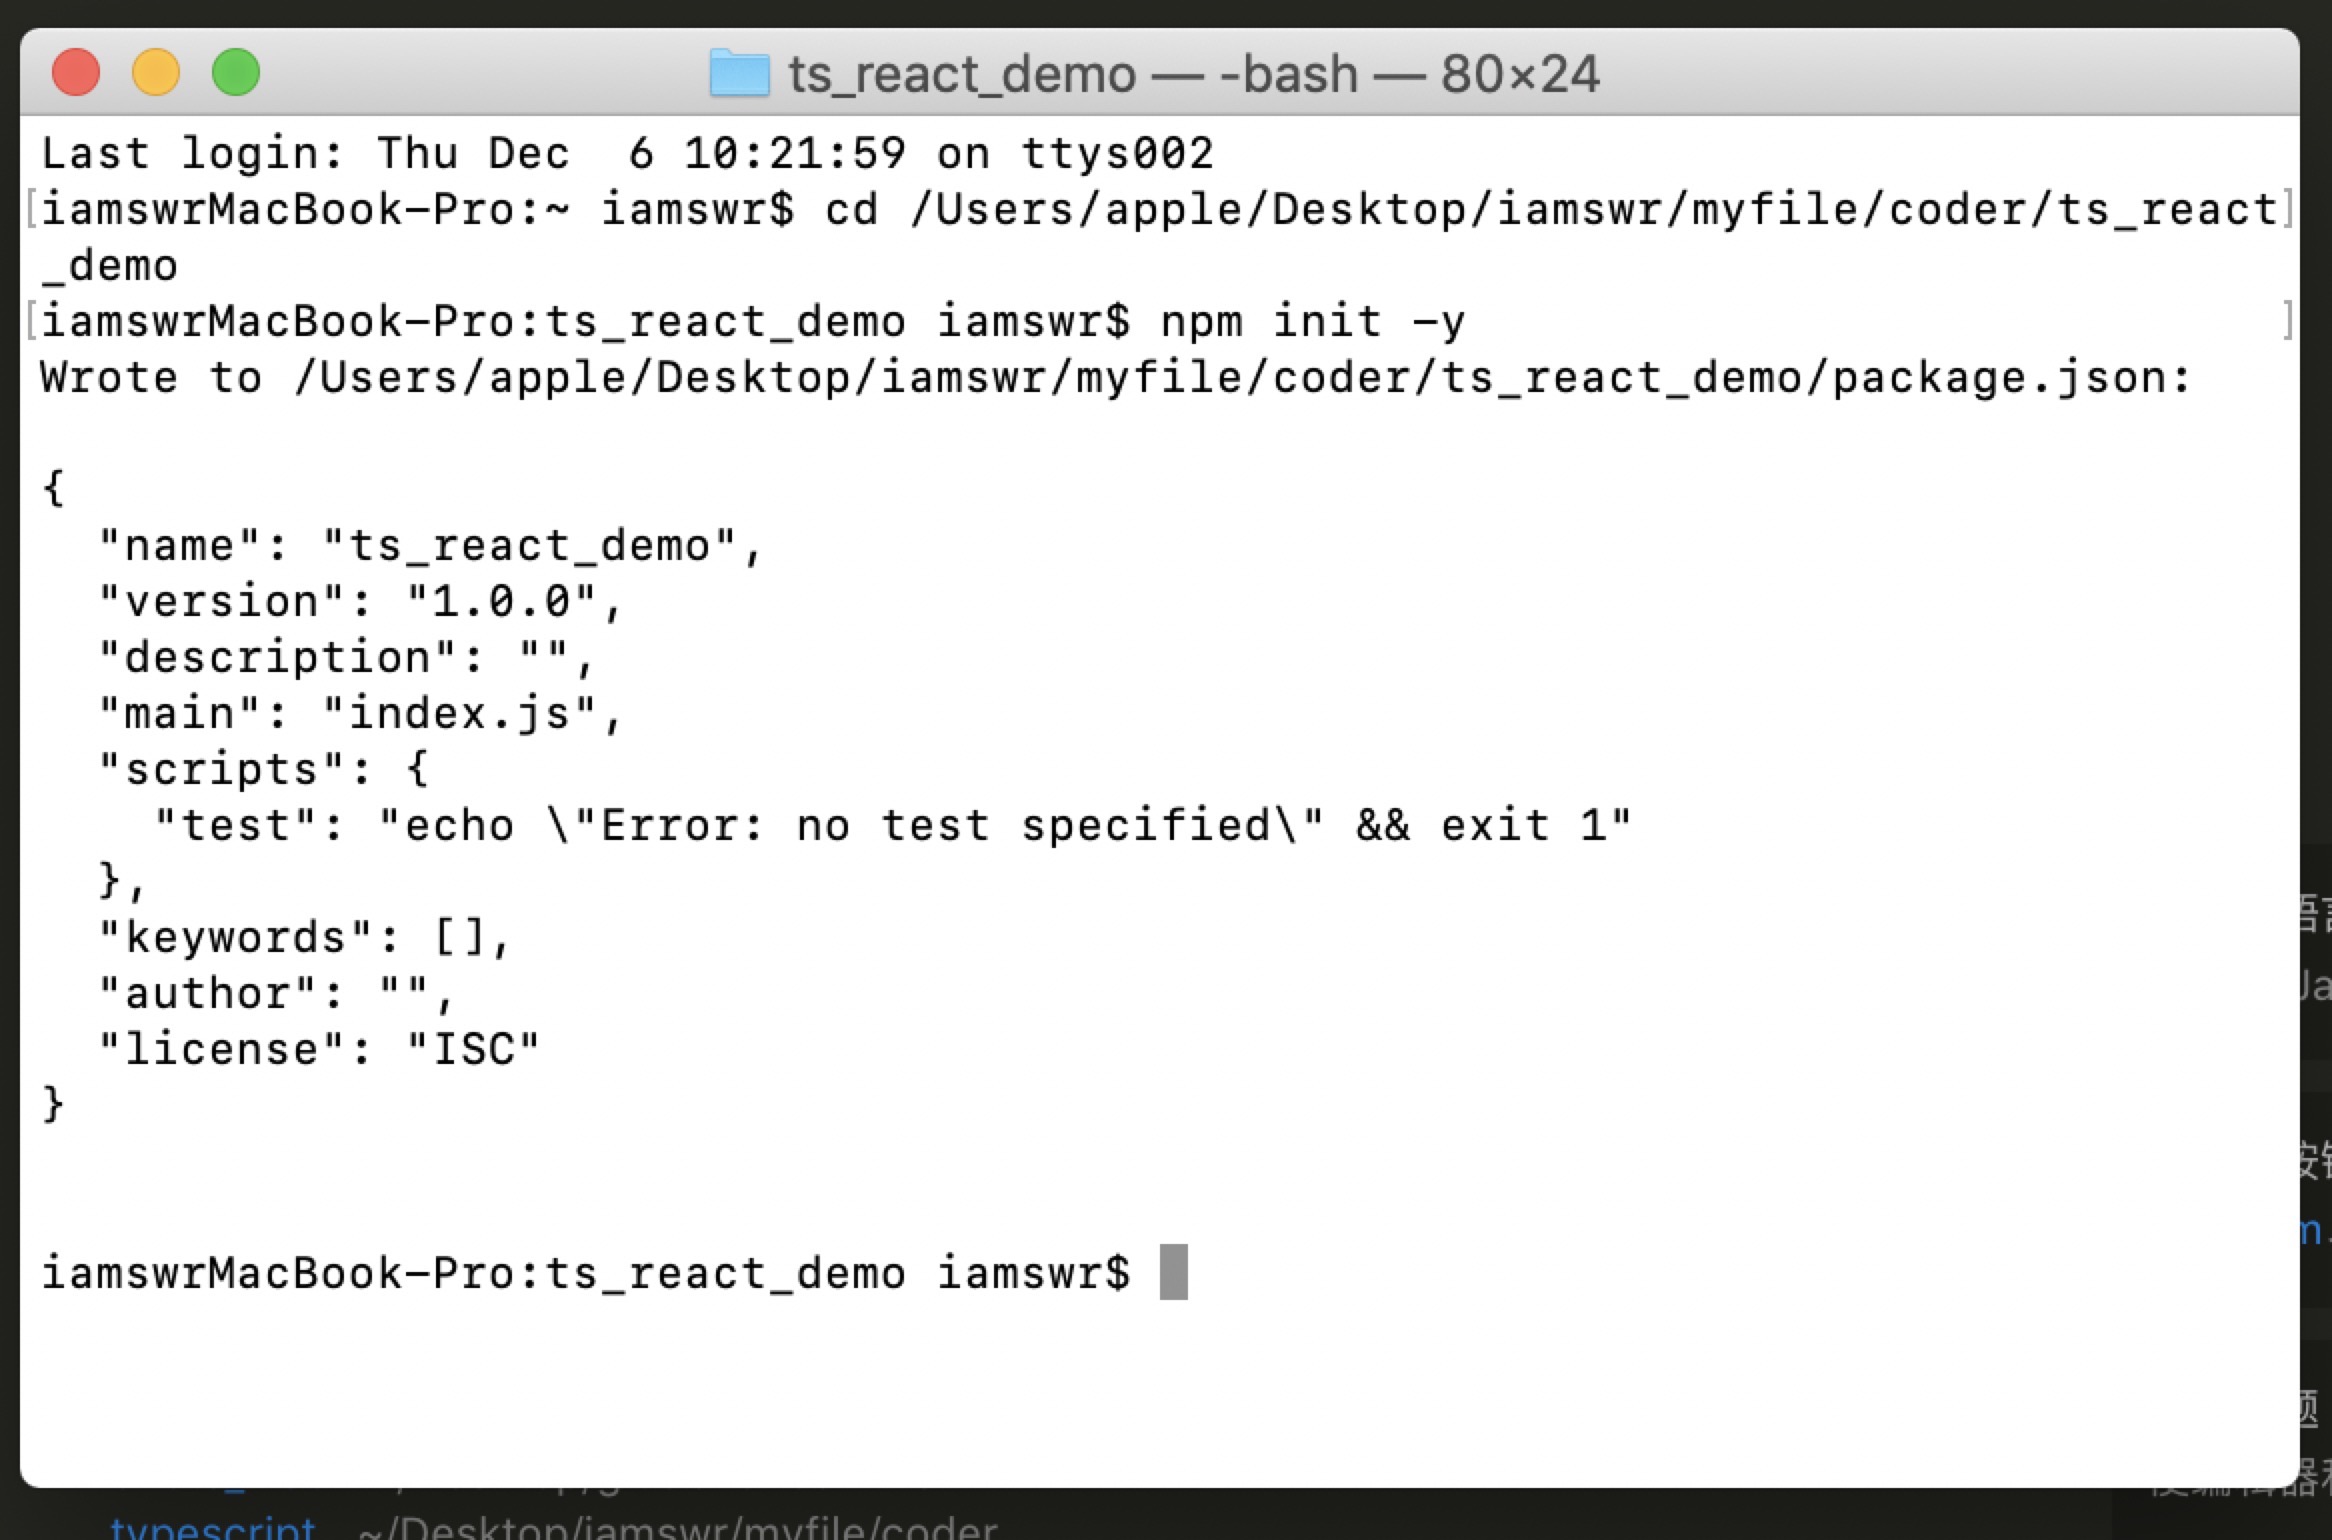 ts_react_demo — -bash — 80×24
Last login: Thu Dec  6 10:21:59 on ttys002
[iamswrMacBook-Pro:~ iamswr$ cd /Users/apple/Desktop/iamswr/myfile/coder/ts_react]
_demo
[iamswrMacBook-Pro:ts_react_demo iamswr$ npm init -y ]
Wrote to /Users/apple/Desktop/iamswr/myfile/coder/ts_react_demo/package.json:
{
  "name": "ts_react_demo",
  "version": "1.0.0",
  "description": "",
  "main": "index.js",
  "scripts": {
    "test": "echo \"Error: no test specified\" && exit 1"
  },
  "keywords": [],
  "author": "",
  "license": "ISC"
}
iamswrMacBook-Pro:ts_react_demo iamswr$
typescript ~/Desktop/iamswr/myfile/coder